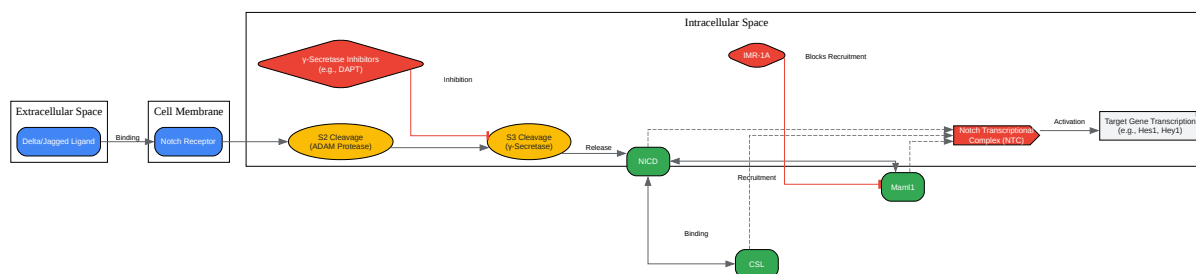 Intracellular Space
γ-Secretase Inhibitors
(e.g., DAPT)
IMR-1A
Blocks Recruitment
Inhibition
Extracellular Space
Cell Membrane
Delta/Jagged Ligand
Binding
Notch Receptor
S2 Cleavage
(ADAM Protease)
S3 Cleavage
(γ-Secretase)
Release
NICD
Notch Transcriptional
Complex (NTC)
Activation
Target Gene Transcription
(e.g., Hes1, Hey1)
Recruitment
Maml1
Binding
CSL